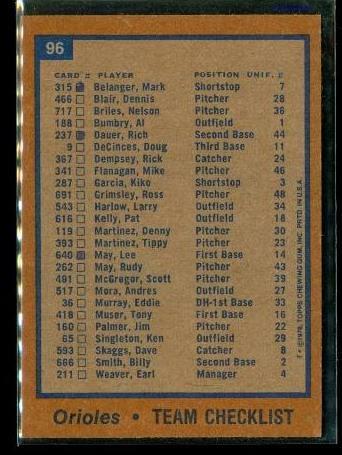 96
CARD # PLAYER POSITION UNIF. #
315 Belanger, Mark Shortstop 7
466 Blair, Dennis Pitcher 28
717 Briles, Nelson Pitcher 36
188 Bumbry, Al Outfield 1
237 Dauer, Rich Second Base 44
9 DeCinces, Doug Third Base 11
367 Dempsey, Rick Catcher 24
341 Flanagan, Mike Pitcher 46
287 Garcia, Kiko Shortstop 3
691 Grimsley, Ross Pitcher 48
543 Harlow, Larry Outfield 34
616 Kelly, Pat Outfield 18
119 Martinez, Denny Pitcher 30
393 Martinez, Tippy Pitcher 23
640 May, Lee First Base 14
262 May, Rudy Pitcher 43
491 McGregor, Scott Pitcher 39
517 Mora, Andres Outfield 27
36 Murray, Eddie DH-1st Base 33
418 Muser, Tony First Base 16
160 Palmer, Jim Pitcher 22
65 Singleton, Ken Outfield 29
593 Skaggs, Dave Catcher 8
666 Smith, Billy Second Base 2
211 Weaver, Earl Manager 4
©1978 TOPPS CHEWING GUM, INC. PRTD. IN U.S.A.
Orioles • TEAM CHECKLIST